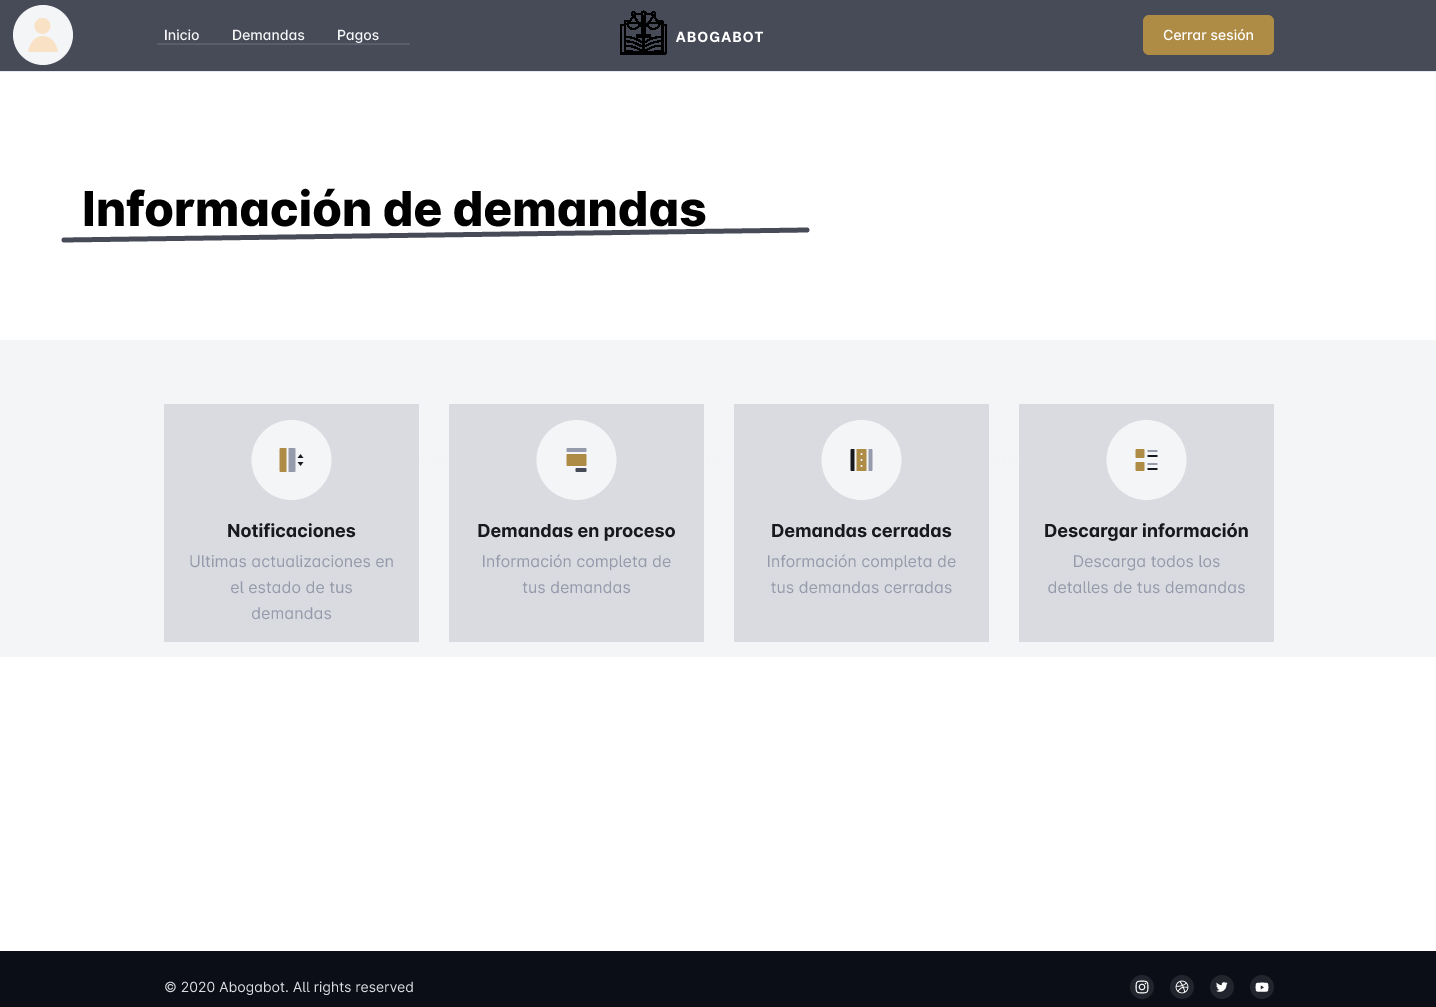 Inicio
Demandas
Pagos
ABOGABOT
Cerrar sesión
Información de demandas
Notificaciones
Ultimas actualizaciones en
el estado de tus
demandas
Demandas en proceso
Información completa de
tus demandas
Demandas cerradas
Información completa de
tus demandas cerradas
Descargar información
Descarga todos los
detalles de tus demandas
© 2020 Abogabot. All rights reserved